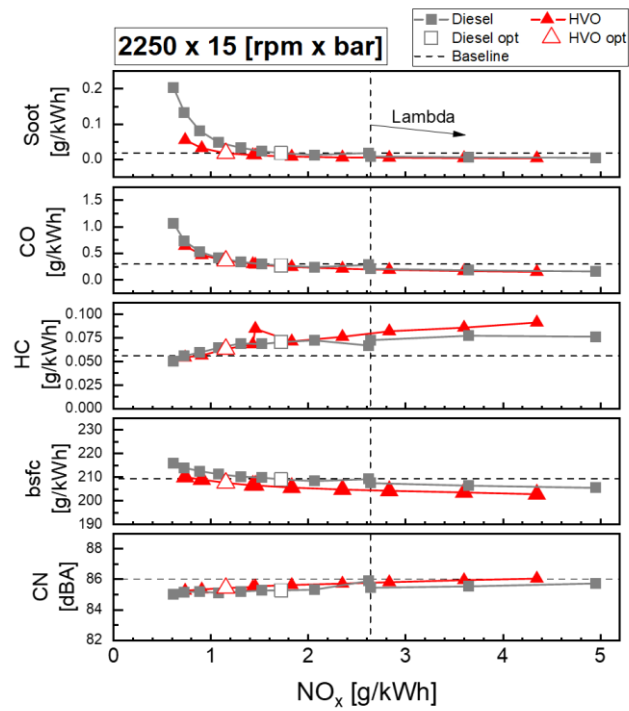 Diesel
HVO
Diesel opt
HVO opt
Baseline
2250 x 15 [rpm x bar]
Lambda
Soot
[g/kWh]
0.2
0.1
0.0
CO
[g/kWh]
1.5
1.0
0.5
0.0
HC
[g/kWh]
0.100
0.075
0.050
0.025
0.000
bsfc
[g/kWh]
230
220
210
200
190
CN
[dBA]
88
86
84
82
0 1 2 3 4 5
NOₓ [g/kWh]